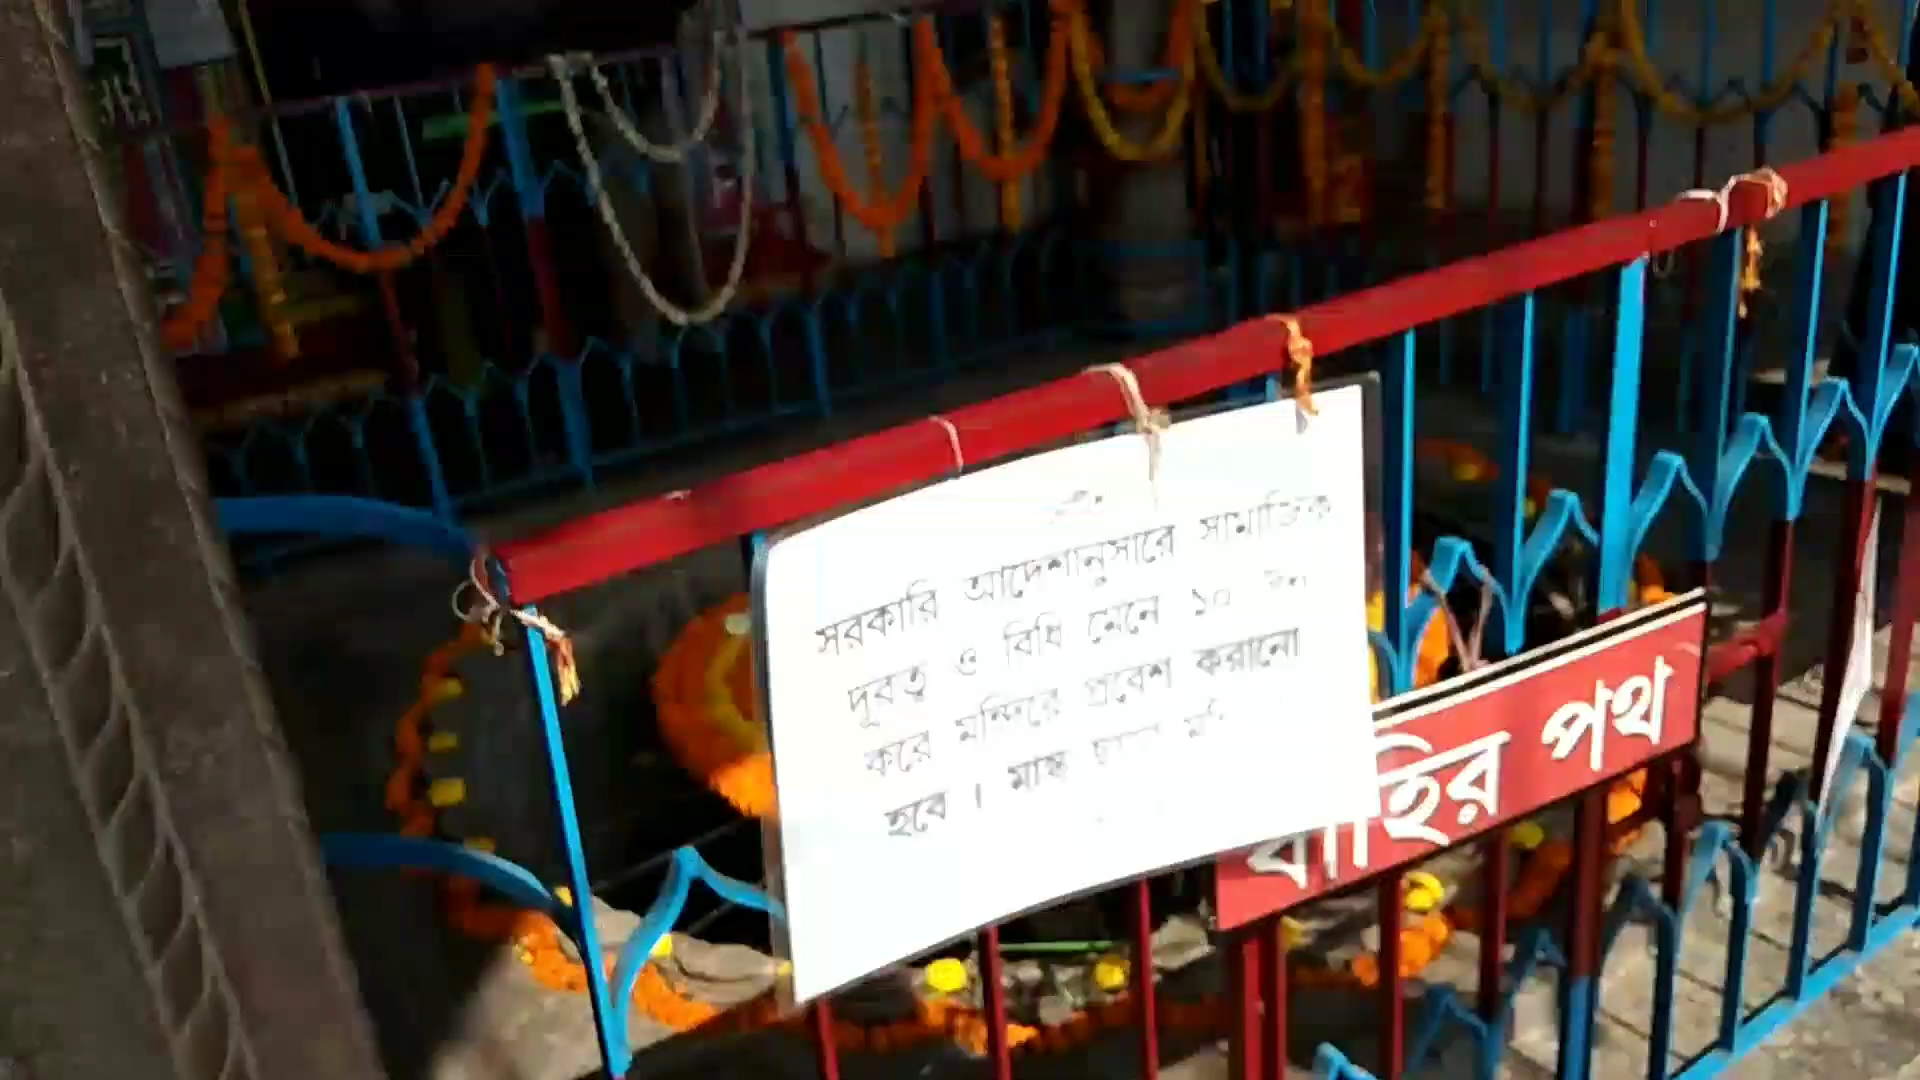 সরকারি আদেশানুসারে সামাজিক
দূরত্ব ও বিধি মেনে ১০
করে মন্দিরে প্রবেশ করানো
হবে । মাস্ক ছাড়া
বাহির পথ